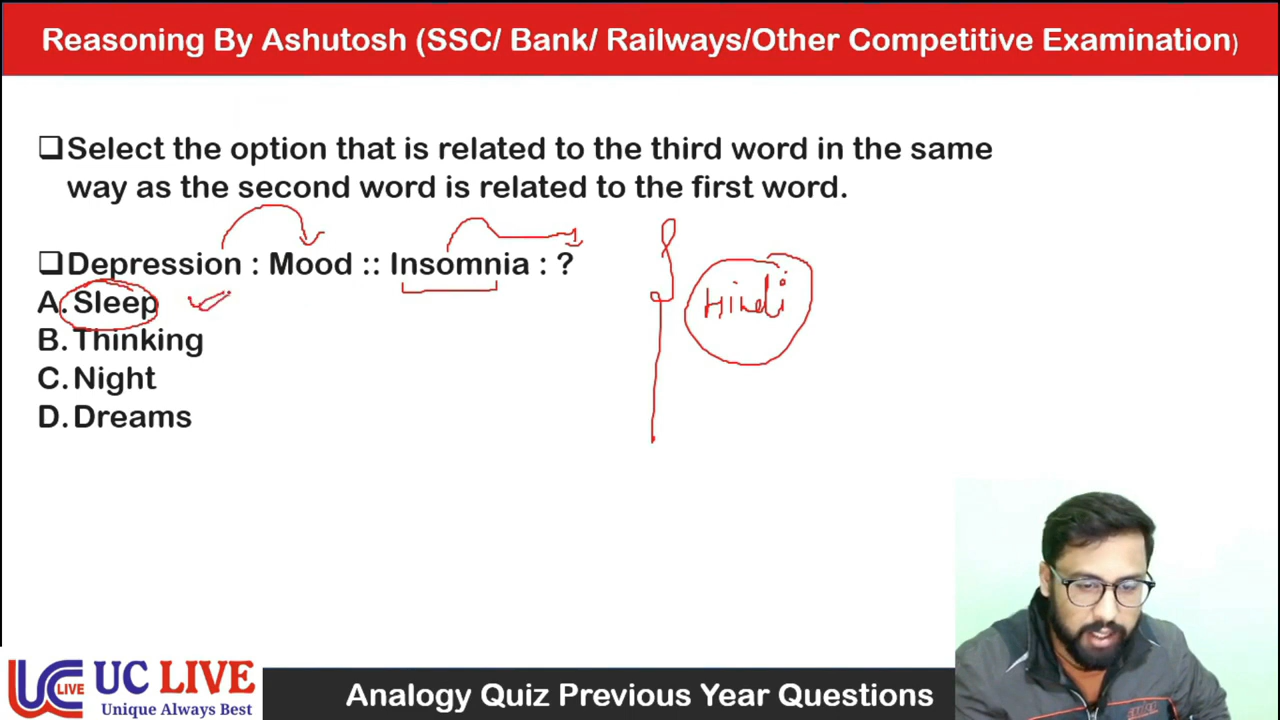 Reasoning By Ashutosh (SSC/ Bank/ Railways/Other Competitive Examination)
❑Select the option that is related to the third word in the same
way as the second word is related to the first word.
❑Depression : Mood :: Insomnia : ?
A. Sleep
B. Thinking
C. Night
D. Dreams
Hindi
UC LIVE
LIVE
Unique Always Best
Analogy Quiz Previous Year Questions